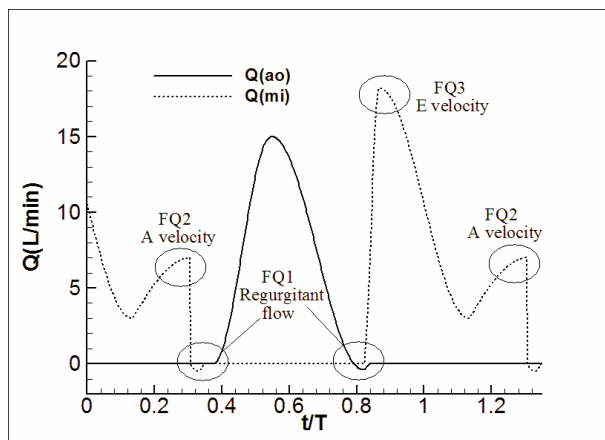 20
15
10
5
0
Q(L/min)
Q(ao)
Q(mi)
FQ3
E velocity
FQ2
A velocity
FQ2
A velocity
FQ1
Regurgitant
flow
0 0.2 0.4 0.6 0.8 1 1.2
t/T